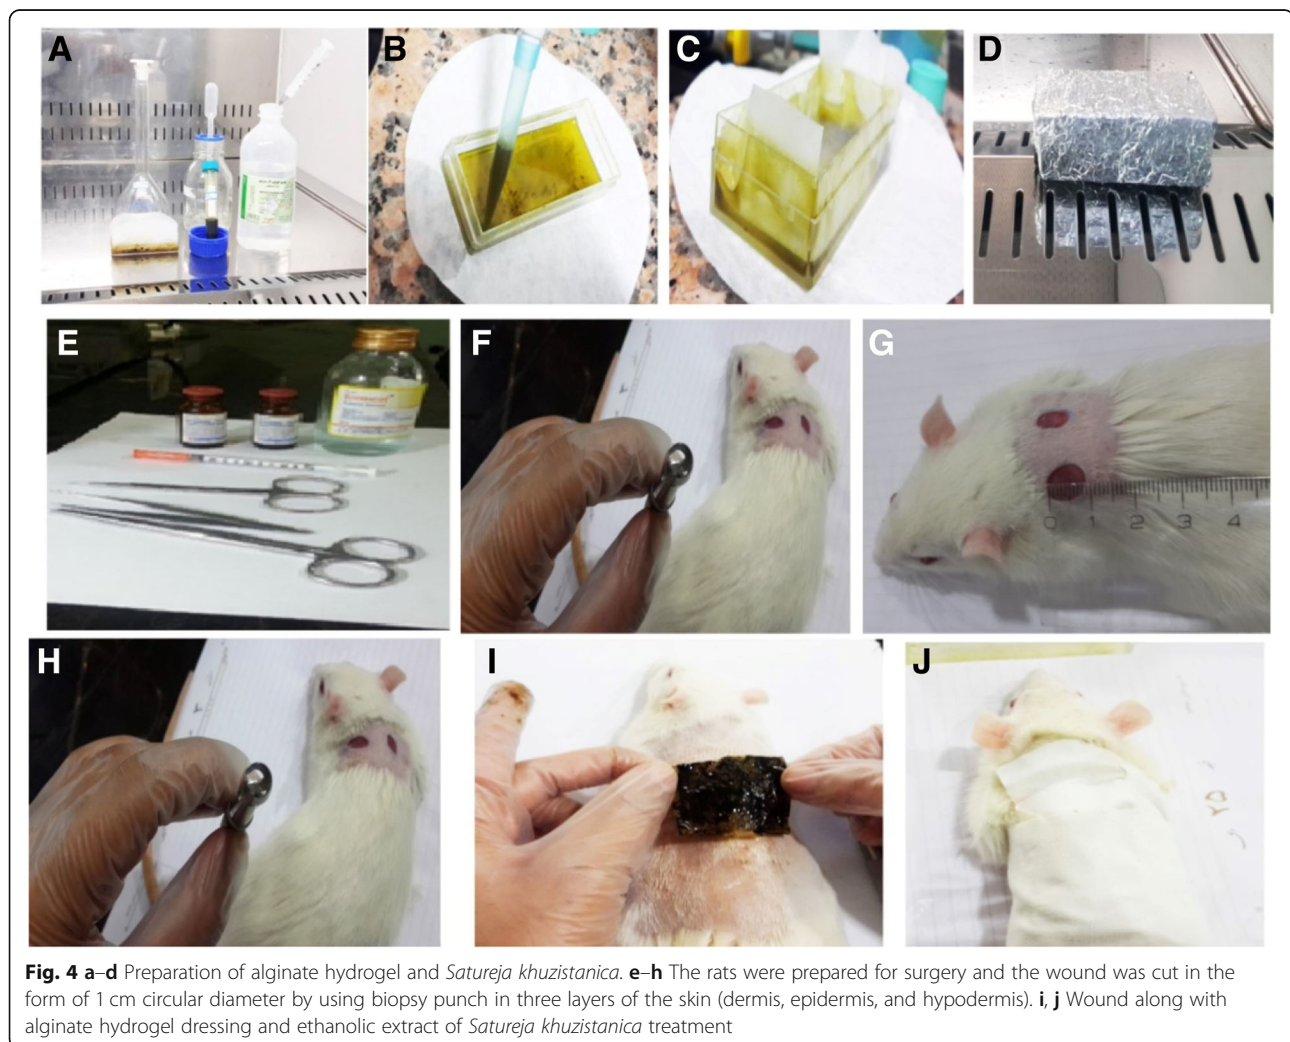 A
B
C
D
E
F
G
0 1 2 3 4
H
I
J
Fig. 4 a–d Preparation of alginate hydrogel and Satureja khuzistanica. e–h The rats were prepared for surgery and the wound was cut in the
form of 1 cm circular diameter by using biopsy punch in three layers of the skin (dermis, epidermis, and hypodermis). i, j Wound along with
alginate hydrogel dressing and ethanolic extract of Satureja khuzistanica treatment